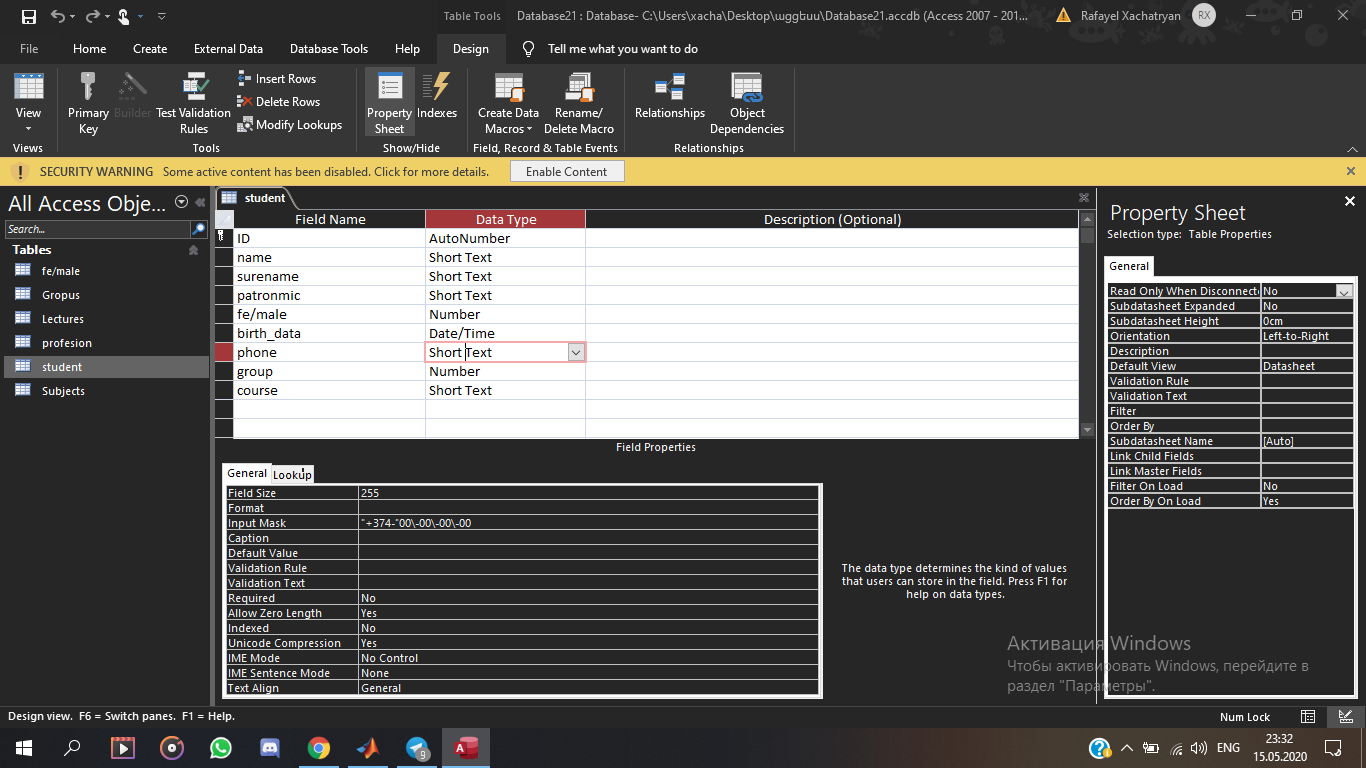 Table Tools
Database21 : Database- C:\Users\xacha\Desktop\ugg\buu\Database21.accdb (Access 2007 - 201...
Rafayel Xachatryan
RX
File Home Create External Data Database Tools Help Design Tell me what you want to do
View
Views
Primary Key
Builder
Test Validation Rules
Insert Rows
Delete Rows
Modify Lookups
Tools
Property Sheet
Indexes
Show/Hide
Create Data Macros
Rename/ Delete Macro
Field, Record & Table Events
Relationships
Object Dependencies
Relationships
SECURITY WARNING Some active content has been disabled. Click for more details. Enable Content
All Access Obje...
Search...
Tables
fe/male
Gropus
Lectures
profesion
student
Subjects
student
Field Name Data Type Description (Optional)
ID AutoNumber
name Short Text
surename Short Text
patronmic Short Text
fe/male Number
birth_data Date/Time
phone Short Text
group Number
course Short Text
Field Properties
General Lookup
Field Size 255
Format
Input Mask "+374-"00\-00\-00\-00
Caption
Default Value
Validation Rule
Validation Text
Required No
Allow Zero Length Yes
Indexed No
Unicode Compression Yes
IME Mode No Control
IME Sentence Mode None
Text Align General
The data type determines the kind of values
that users can store in the field. Press F1 for
help on data types.
Property Sheet
Selection type: Table Properties
General
Read Only When Disconnecte No
Subdatasheet Expanded No
Subdatasheet Height 0cm
Orientation Left-to-Right
Description
Default View Datasheet
Validation Rule
Validation Text
Filter
Order By
Subdatasheet Name [Auto]
Link Child Fields
Link Master Fields
Filter On Load No
Order By On Load Yes
Активация Windows
Чтобы активировать Windows, перейдите в
раздел "Параметры".
Design view. F6 = Switch panes. F1 = Help.
Num Lock
9
ENG
23:32
15.05.2020